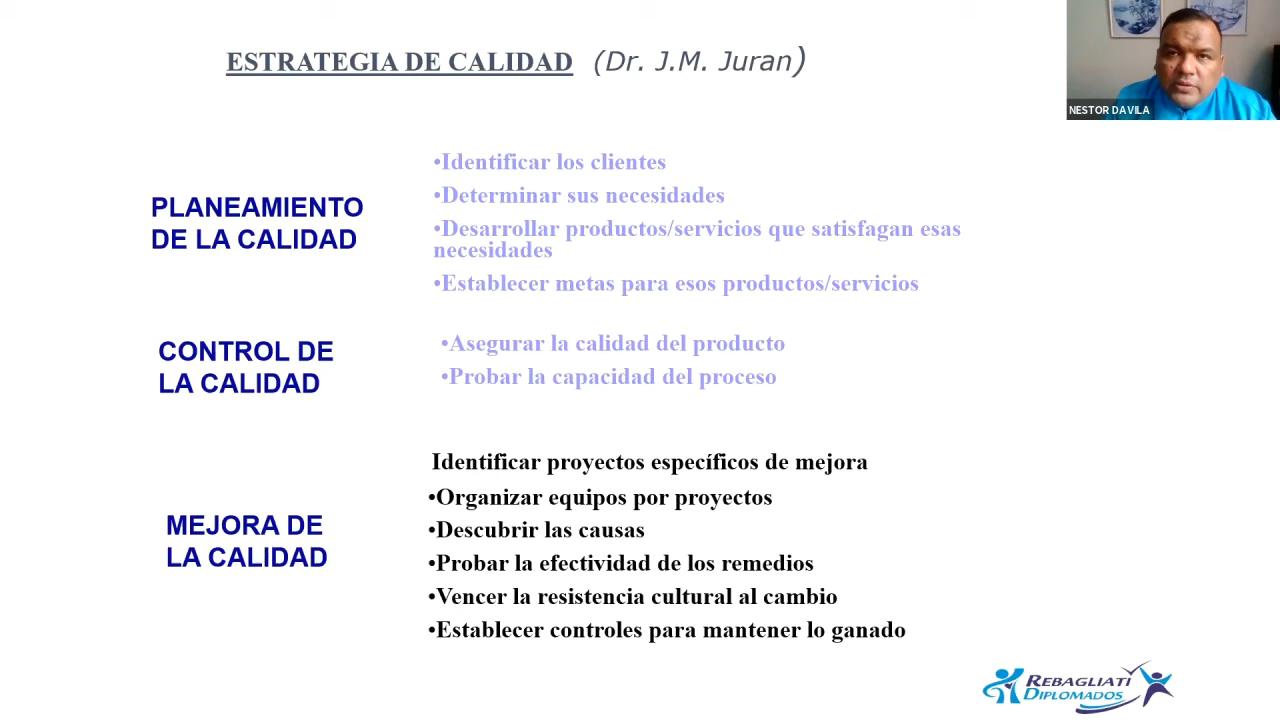 ESTRATEGIA DE CALIDAD (Dr. J.M. Juran)
NESTOR DAVILA
PLANEAMIENTO
DE LA CALIDAD
•Identificar los clientes
•Determinar sus necesidades
•Desarrollar productos/servicios que satisfagan esas
necesidades
•Establecer metas para esos productos/servicios
CONTROL DE
LA CALIDAD
•Asegurar la calidad del producto
•Probar la capacidad del proceso
MEJORA DE
LA CALIDAD
Identificar proyectos específicos de mejora
•Organizar equipos por proyectos
•Descubrir las causas
•Probar la efectividad de los remedios
•Vencer la resistencia cultural al cambio
•Establecer controles para mantener lo ganado
REBAGLIATI
DIPLOMADOS